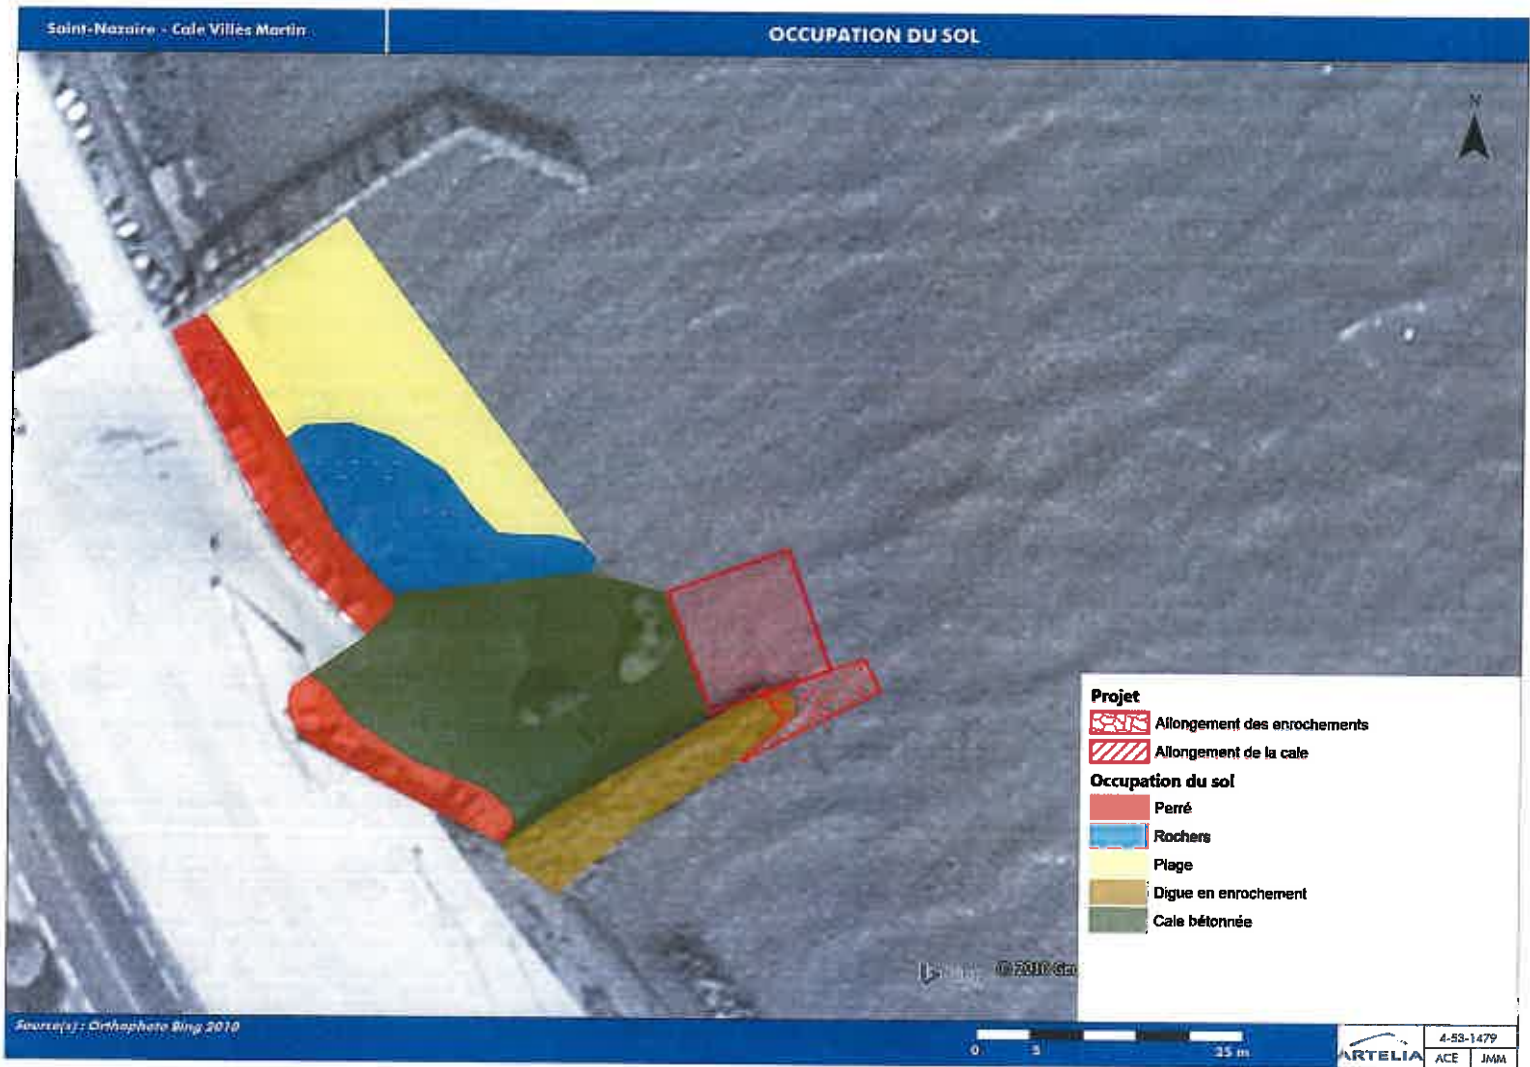 Saint-Nazaire - Cale Villès Martin
OCCUPATION DU SOL
N
Projet
Allongement des enrochements
Allongement de la cale
Occupation du sol
Perré
Rochers
Plage
Digue en enrochement
Cale bétonnée
© 2010
Source(s) : Orthophoto Bing 2010
0 5 25 m
ARTELIA
4-53-1479
ACE JMM